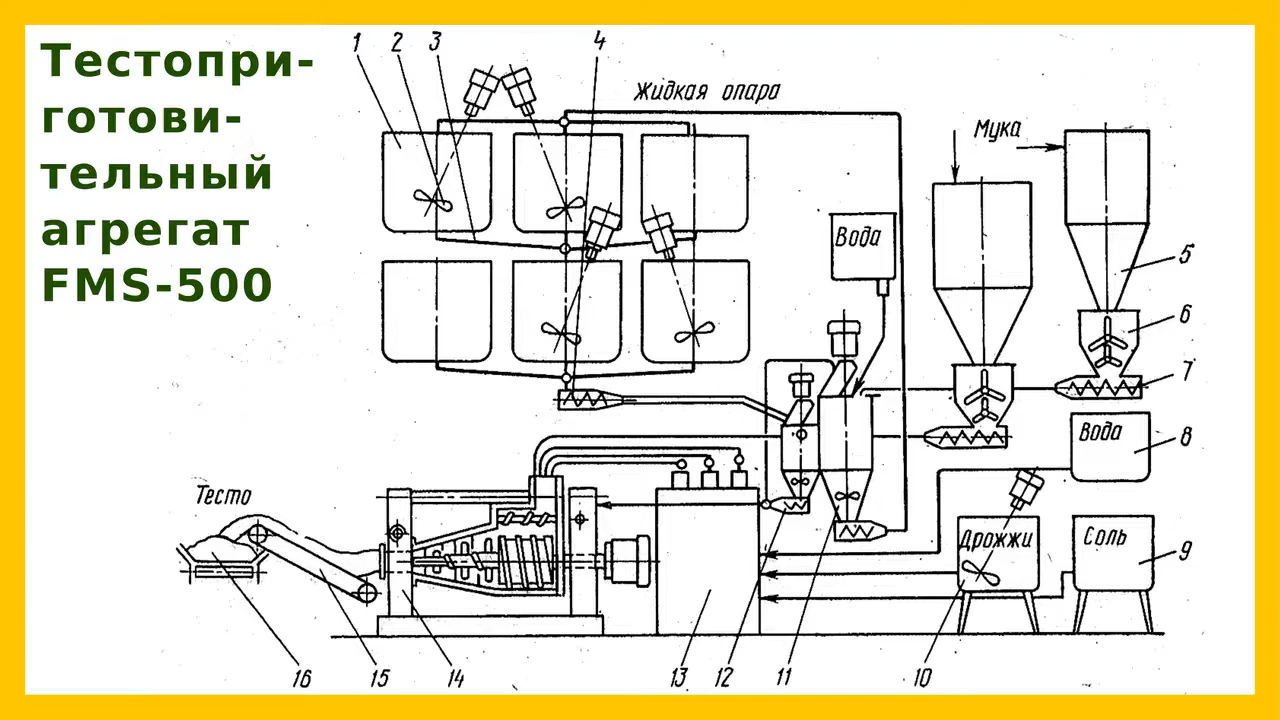 Тестопри-
готови-
тельный
агрегат
FMS-500
1 2 3 4
Жидкая опара
Мука
Вода
5
6
7
Вода 8
Тесто
Дрожжи
Соль 9
16 15 14 13 12 11 10